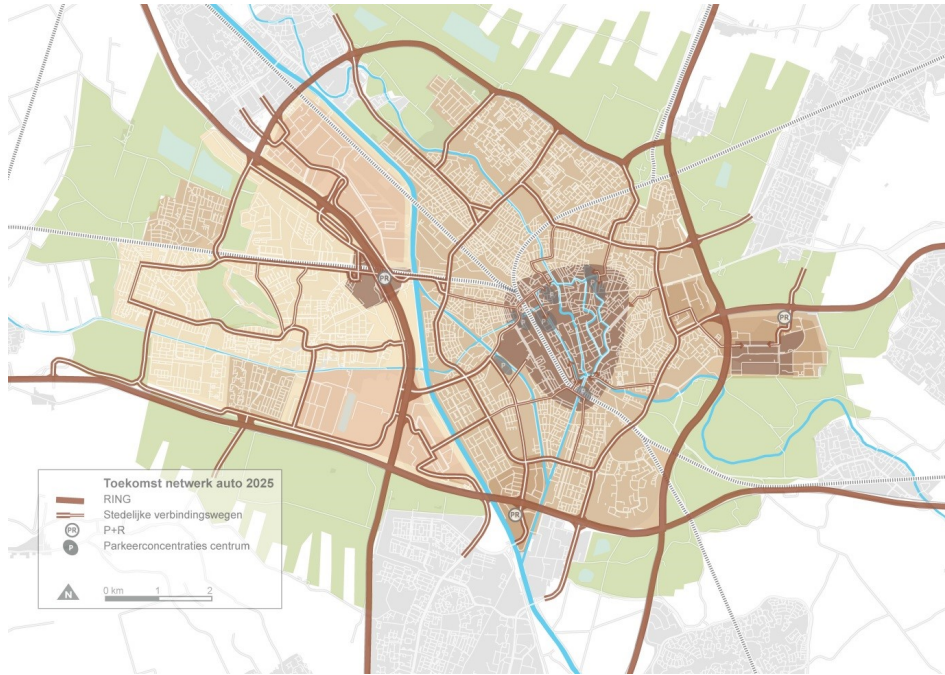 PR
PR
PR
Toekomst netwerk auto 2025
RING
Stedelijke verbindingswegen
PR P+R
P Parkeerconcentraties centrum
N 0 km 1 2